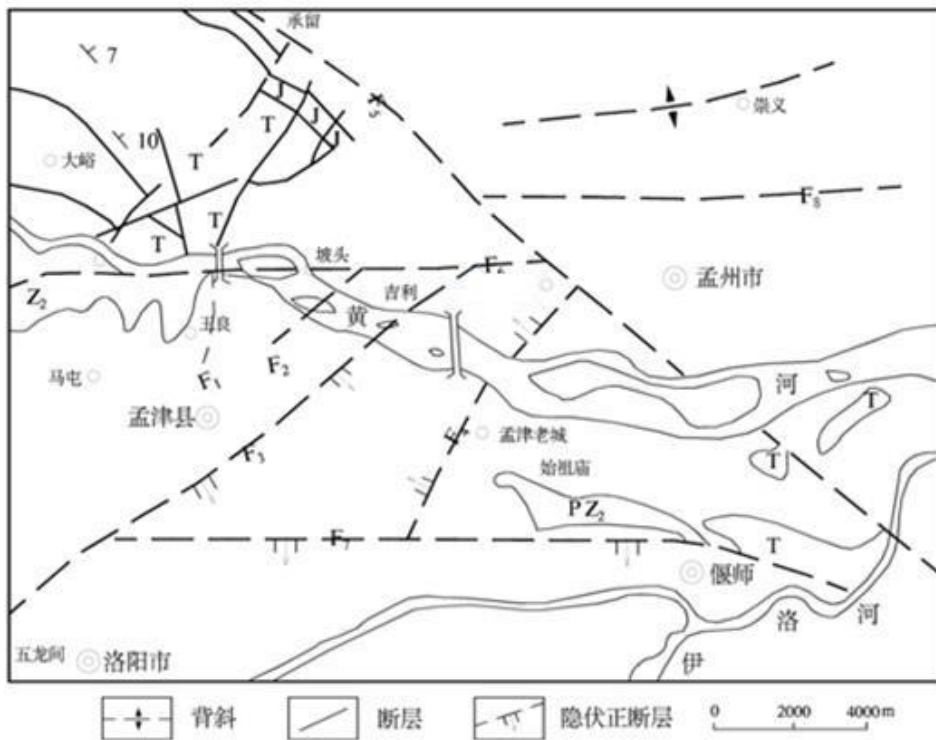 承留
7
J
J
F5
崇义
T
J
10
T
大峪
F8
T
T
坡头
F6
孟州市
Z2
吉利
黄
王良
F1
F2
马屯
河
T
孟津县
F4
孟津老城
F3
T
始祖庙
PZ2
F7
T
偃师
洛
河
五龙间
洛阳市
伊
背斜
断层
隐伏正断层
0 2000 4000m